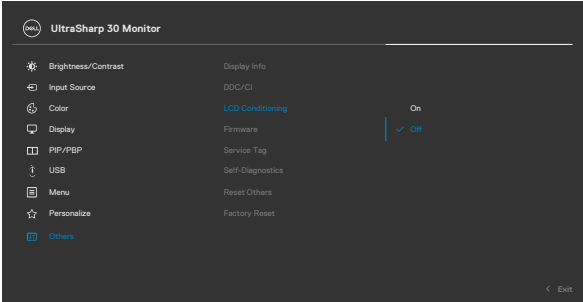 DELL UltraSharp 30 Monitor
Brightness/Contrast Display Info
Input Source DDC/CI
Color LCD Conditioning On
Display Firmware Off
PIP/PBP Service Tag
USB Self-Diagnostics
Menu Reset Others
Personalize Factory Reset
Others
Exit